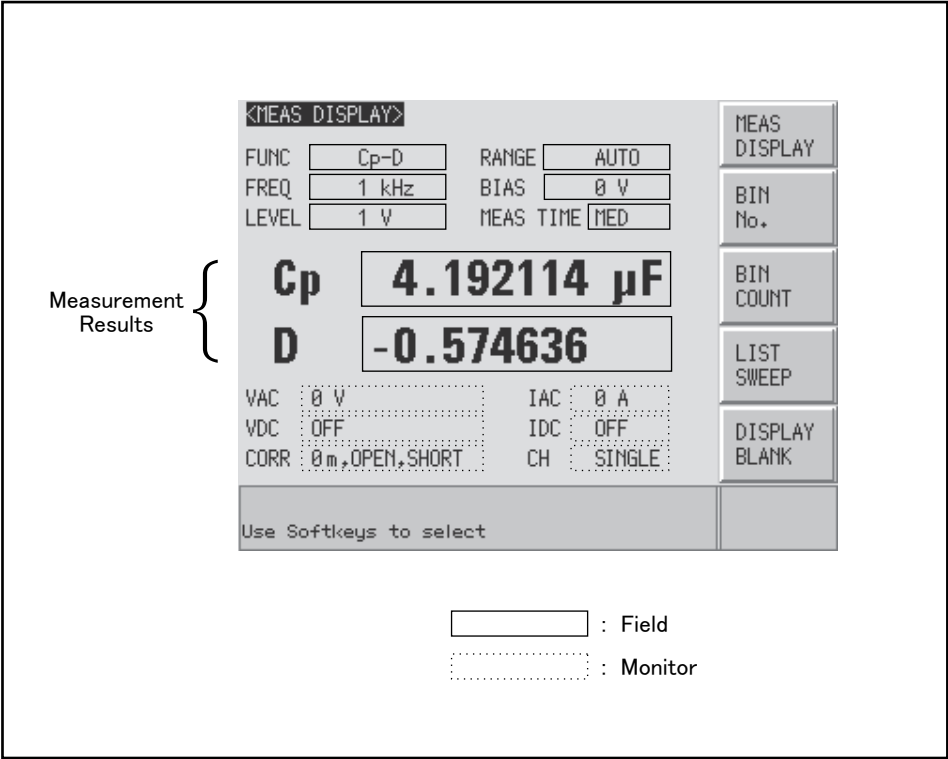 <MEAS DISPLAY>
FUNC Cp-D RANGE AUTO
FREQ 1 kHz BIAS 0 V
LEVEL 1 V MEAS TIME MED
Measurement
Results
Cp 4.192114 µF
D -0.574636
VAC 0 V IAC 0 A
VDC OFF IDC OFF
CORR 0m,OPEN,SHORT CH SINGLE
MEAS
DISPLAY
BIN
No.
BIN
COUNT
LIST
SWEEP
DISPLAY
BLANK
Use Softkeys to select
: Field
: Monitor